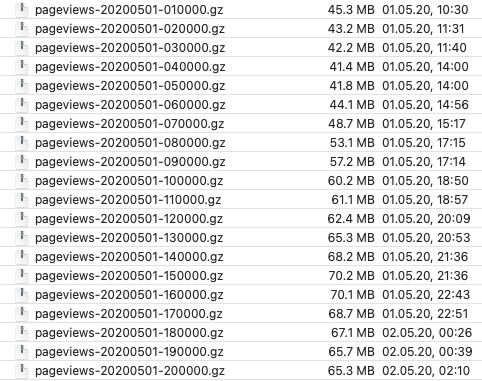 pageviews-20200501-010000.gz 45.3 MB 01.05.20, 10:30
pageviews-20200501-020000.gz 43.2 MB 01.05.20, 11:31
pageviews-20200501-030000.gz 42.2 MB 01.05.20, 11:40
pageviews-20200501-040000.gz 41.4 MB 01.05.20, 14:00
pageviews-20200501-050000.gz 41.8 MB 01.05.20, 14:00
pageviews-20200501-060000.gz 44.1 MB 01.05.20, 14:56
pageviews-20200501-070000.gz 48.7 MB 01.05.20, 15:17
pageviews-20200501-080000.gz 53.1 MB 01.05.20, 17:15
pageviews-20200501-090000.gz 57.2 MB 01.05.20, 17:14
pageviews-20200501-100000.gz 60.2 MB 01.05.20, 18:50
pageviews-20200501-110000.gz 61.1 MB 01.05.20, 18:57
pageviews-20200501-120000.gz 62.4 MB 01.05.20, 20:09
pageviews-20200501-130000.gz 65.3 MB 01.05.20, 20:53
pageviews-20200501-140000.gz 68.2 MB 01.05.20, 21:36
pageviews-20200501-150000.gz 70.2 MB 01.05.20, 21:36
pageviews-20200501-160000.gz 70.1 MB 01.05.20, 22:43
pageviews-20200501-170000.gz 68.7 MB 01.05.20, 22:51
pageviews-20200501-180000.gz 67.1 MB 02.05.20, 00:26
pageviews-20200501-190000.gz 65.7 MB 02.05.20, 00:39
pageviews-20200501-200000.gz 65.3 MB 02.05.20, 02:10